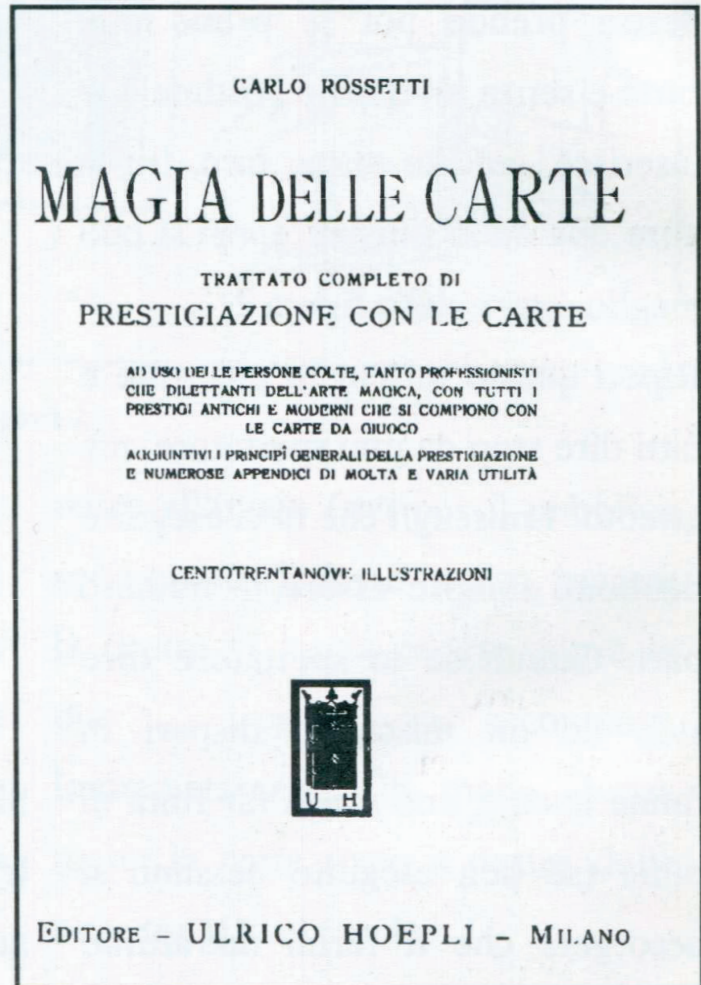 CARLO ROSSETTI
MAGIA DELLE CARTE
TRATTATO COMPLETO DI
PRESTIGIAZIONE CON LE CARTE
AD USO DELLE PERSONE COLTE, TANTO PROFESSIONISTI
CHE DILETTANTI DELL'ARTE MAGICA, CON TUTTI I
PRESTIGI ANTICHI E MODERNI CHE SI COMPIONO CON
LE CARTE DA GIUOCO
AGGIUNTIVI I PRINCIPÎ GENERALI DELLA PRESTIGIAZIONE
E NUMEROSE APPENDICI DI MOLTA E VARIA UTILITÀ
CENTOTRENTANOVE ILLUSTRAZIONI
U H
EDITORE - ULRICO HOEPLI - MILANO